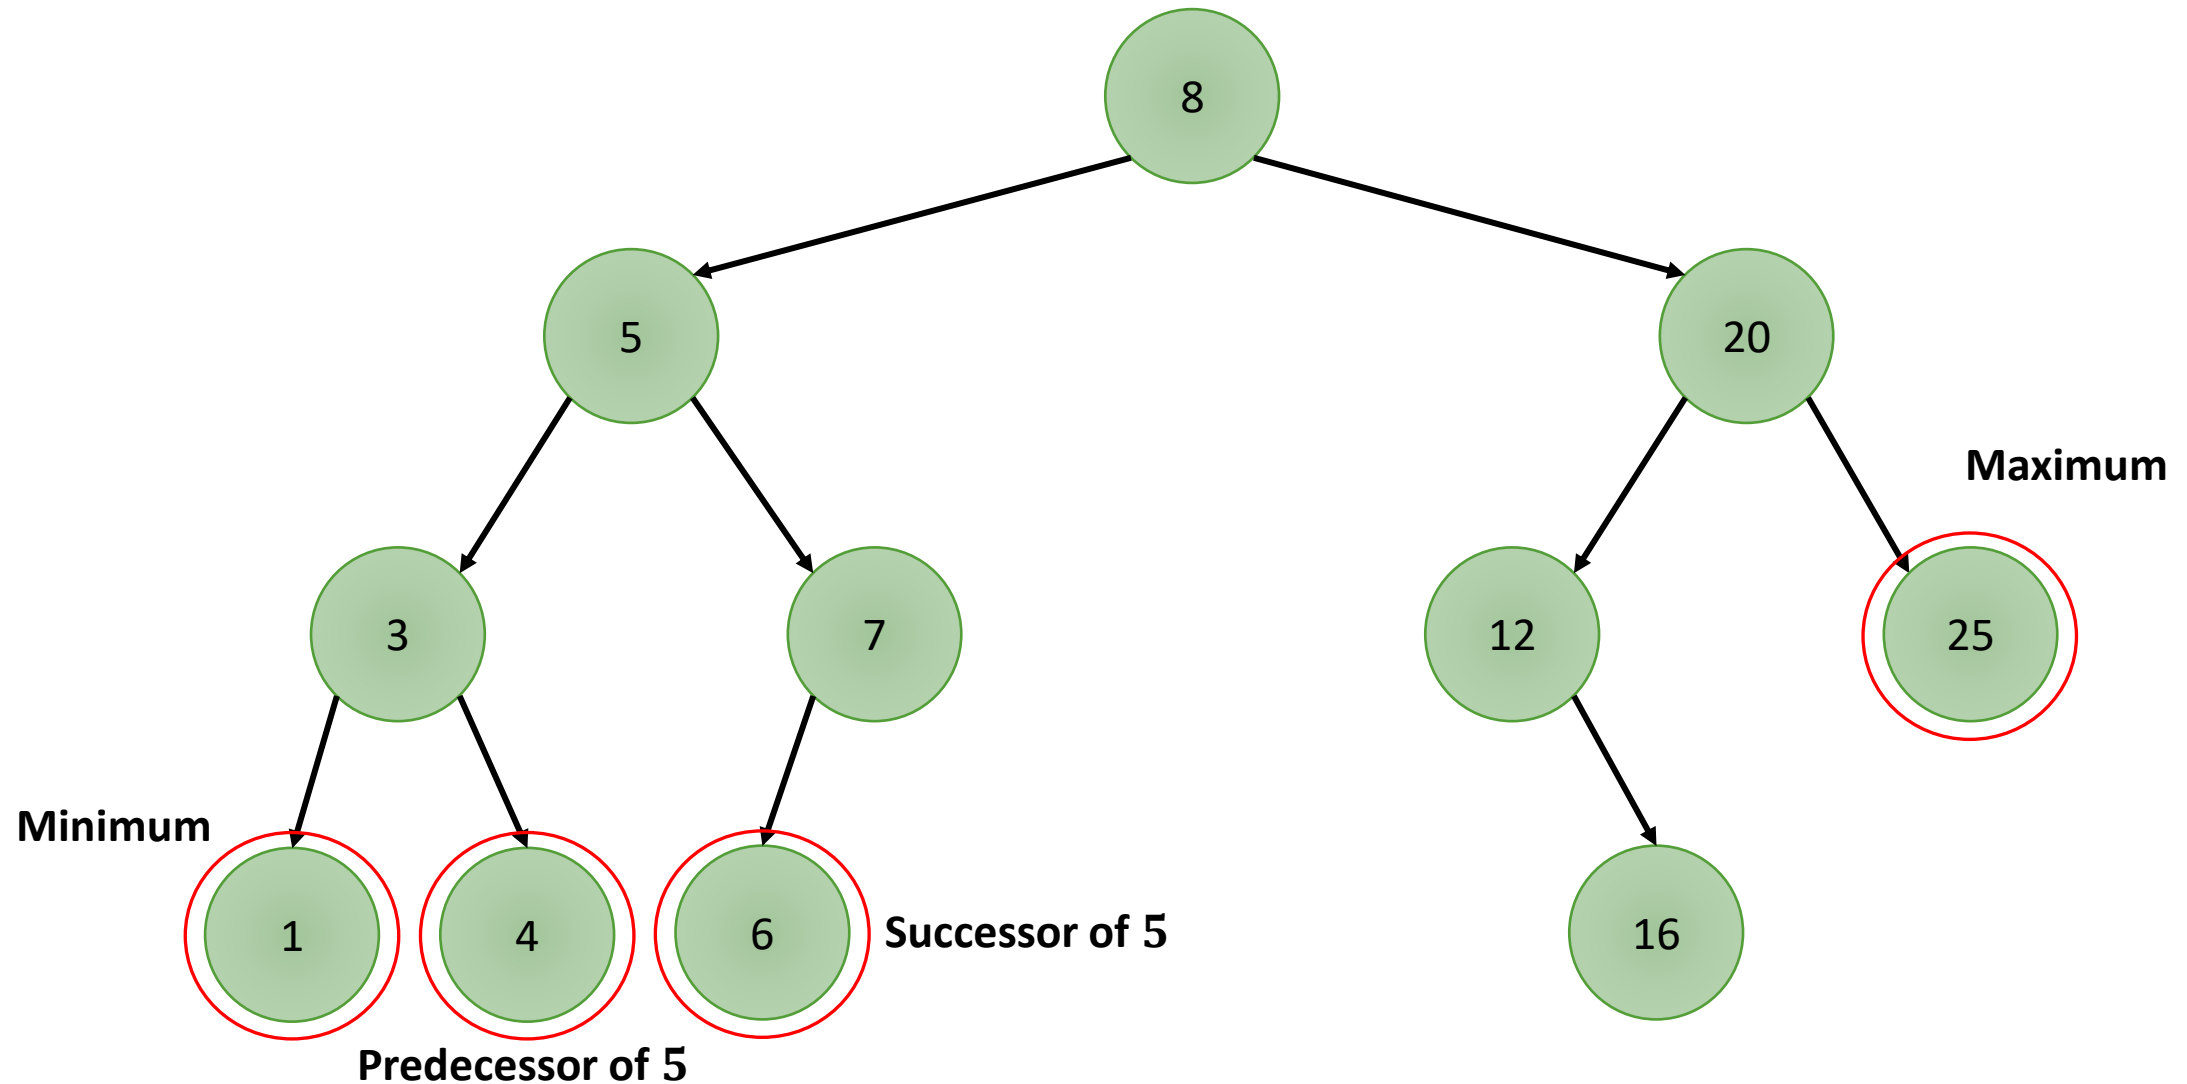 8
5
20
Maximum
3
7
12
25
Minimum
1
4
6
Successor of 5
16
Predecessor of 5